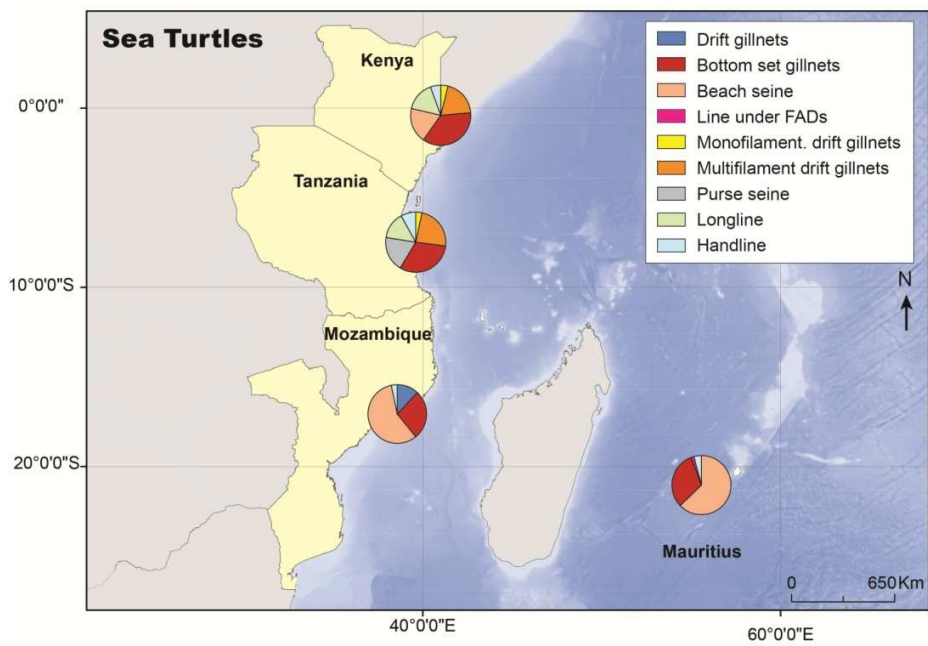 Sea Turtles
Kenya
Tanzania
Mozambique
Mauritius
Drift gillnets
Bottom set gillnets
Beach seine
Line under FADs
Monofilament. drift gillnets
Multifilament drift gillnets
Purse seine
Longline
Handline
N
0°0'0"
10°0'0"S
20°0'0"S
40°0'0"E
60°0'0"E
0 650 Km